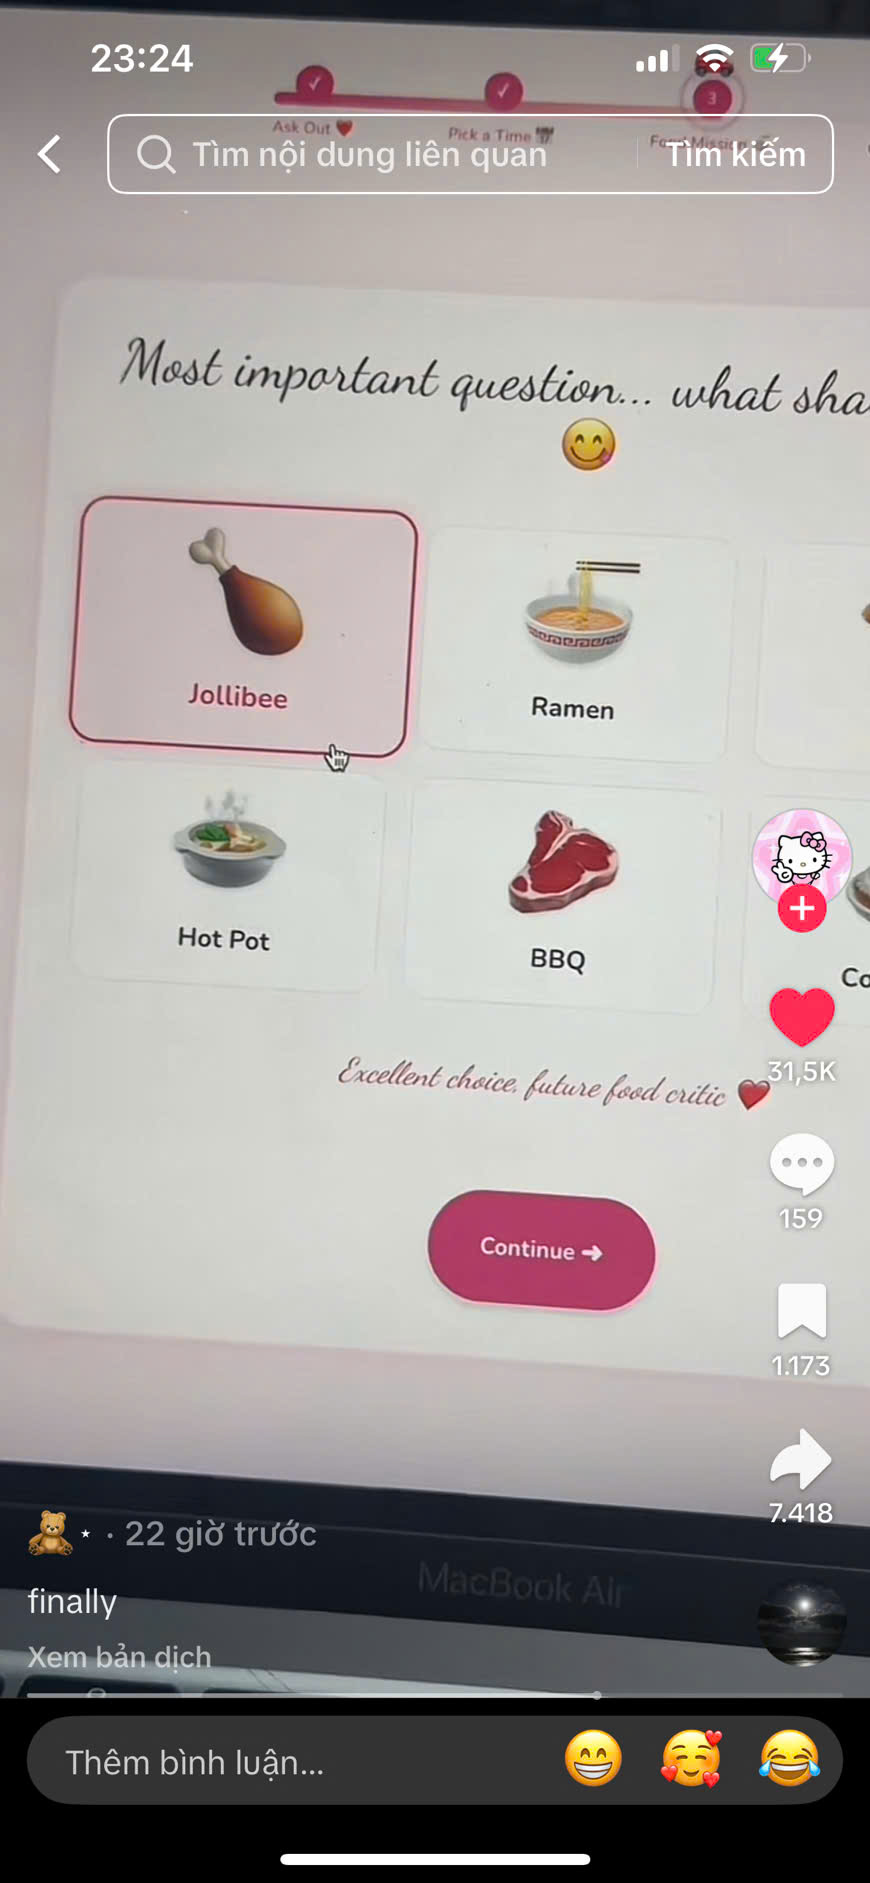 23:24
3
Ask Out
Pick a Time
Tìm nội dung liên quan
Tìm kiếm
Most important question... what sha
Jollibee
Ramen
Hot Pot
BBQ
Co
Excellent choice, future food critic
31,5K
Continue →
159
1.173
7.418
· 22 giờ trước
MacBook Air
finally
Xem bản dịch
Thêm bình luận...